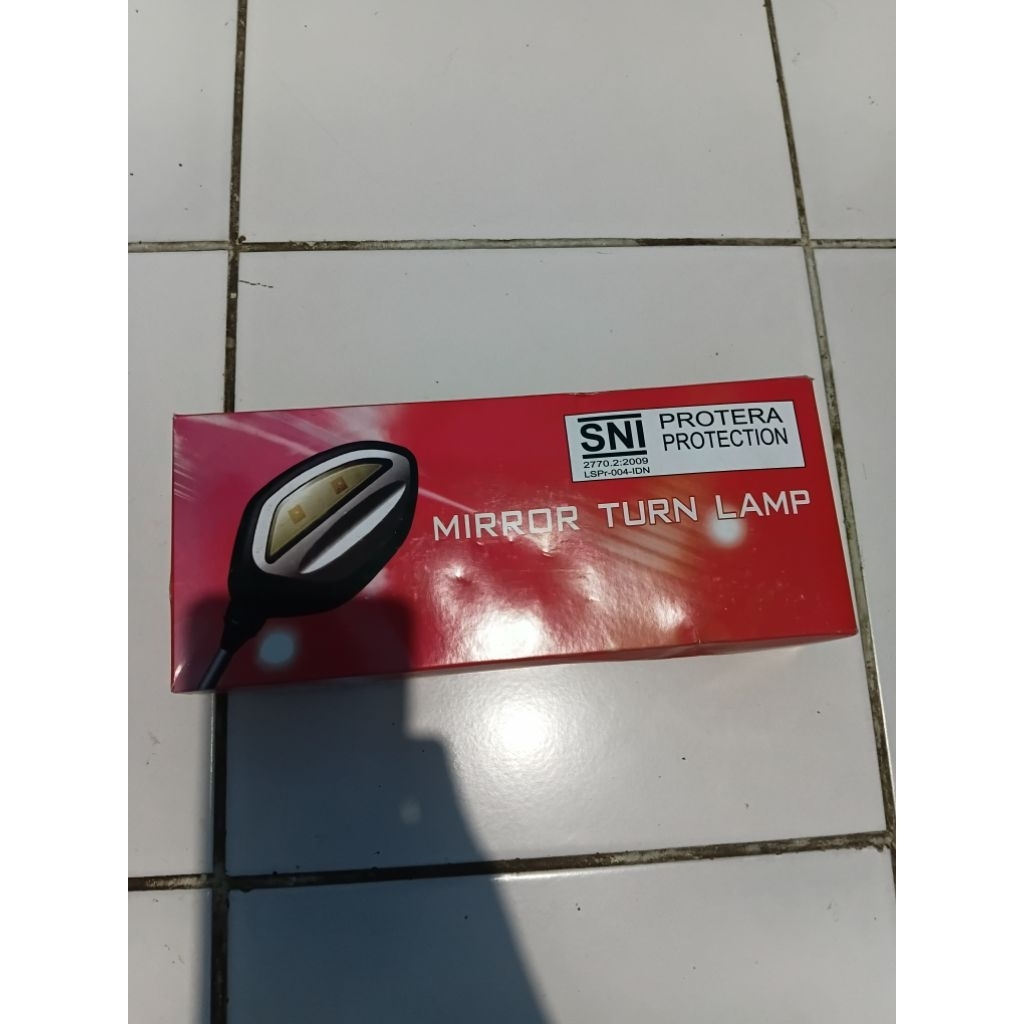 SNI
2770.2:2009
LSPr-004-IDN
PROTERA
PROTECTION
MIRROR TURN LAMP